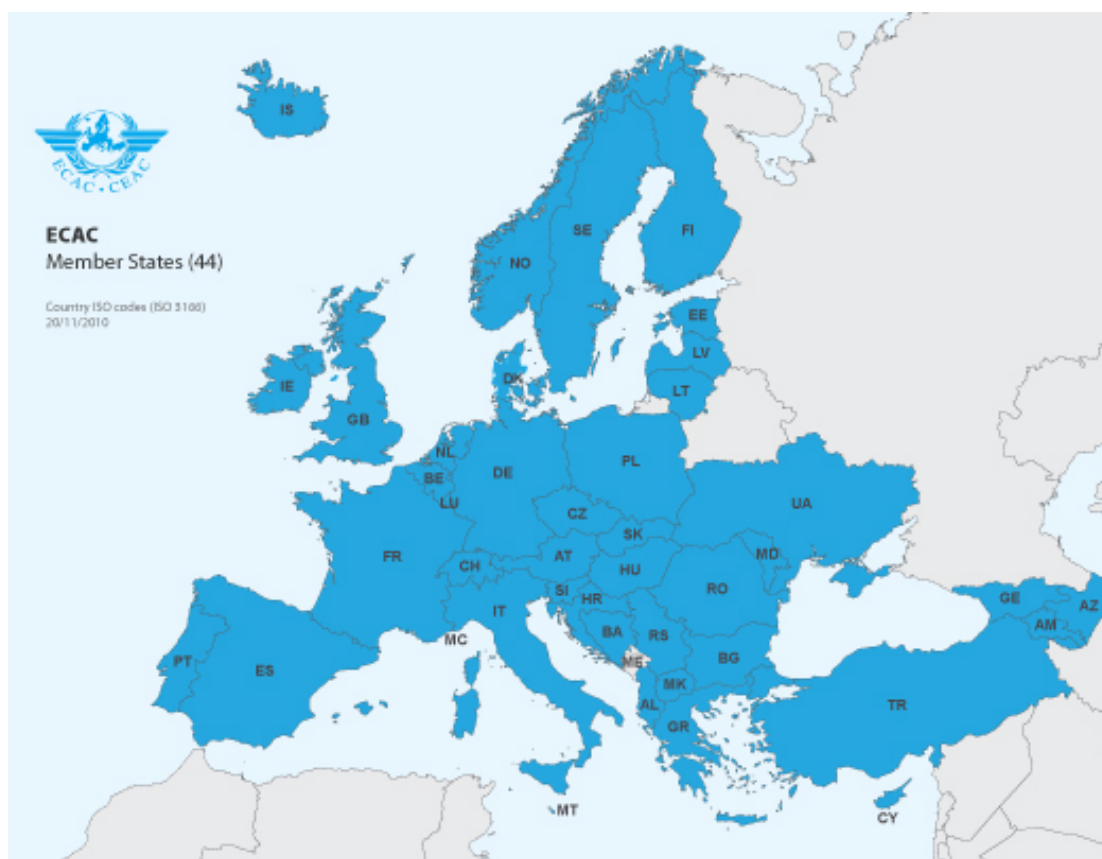 IS
ECAC • CEAC
ECAC
Member States (44)
Country ISO codes (ISO 3166)
20/11/2010
SE
FI
NO
EE
LV
DK
LT
IE
GB
NL
PL
BE
DE
LU
UA
CZ
SK
FR
CH
AT
MD
HU
SI
RO
HR
IT
GE
AZ
BA
RS
AM
MC
PT
ES
ME
BG
MK
AL
TR
GR
MT
CY